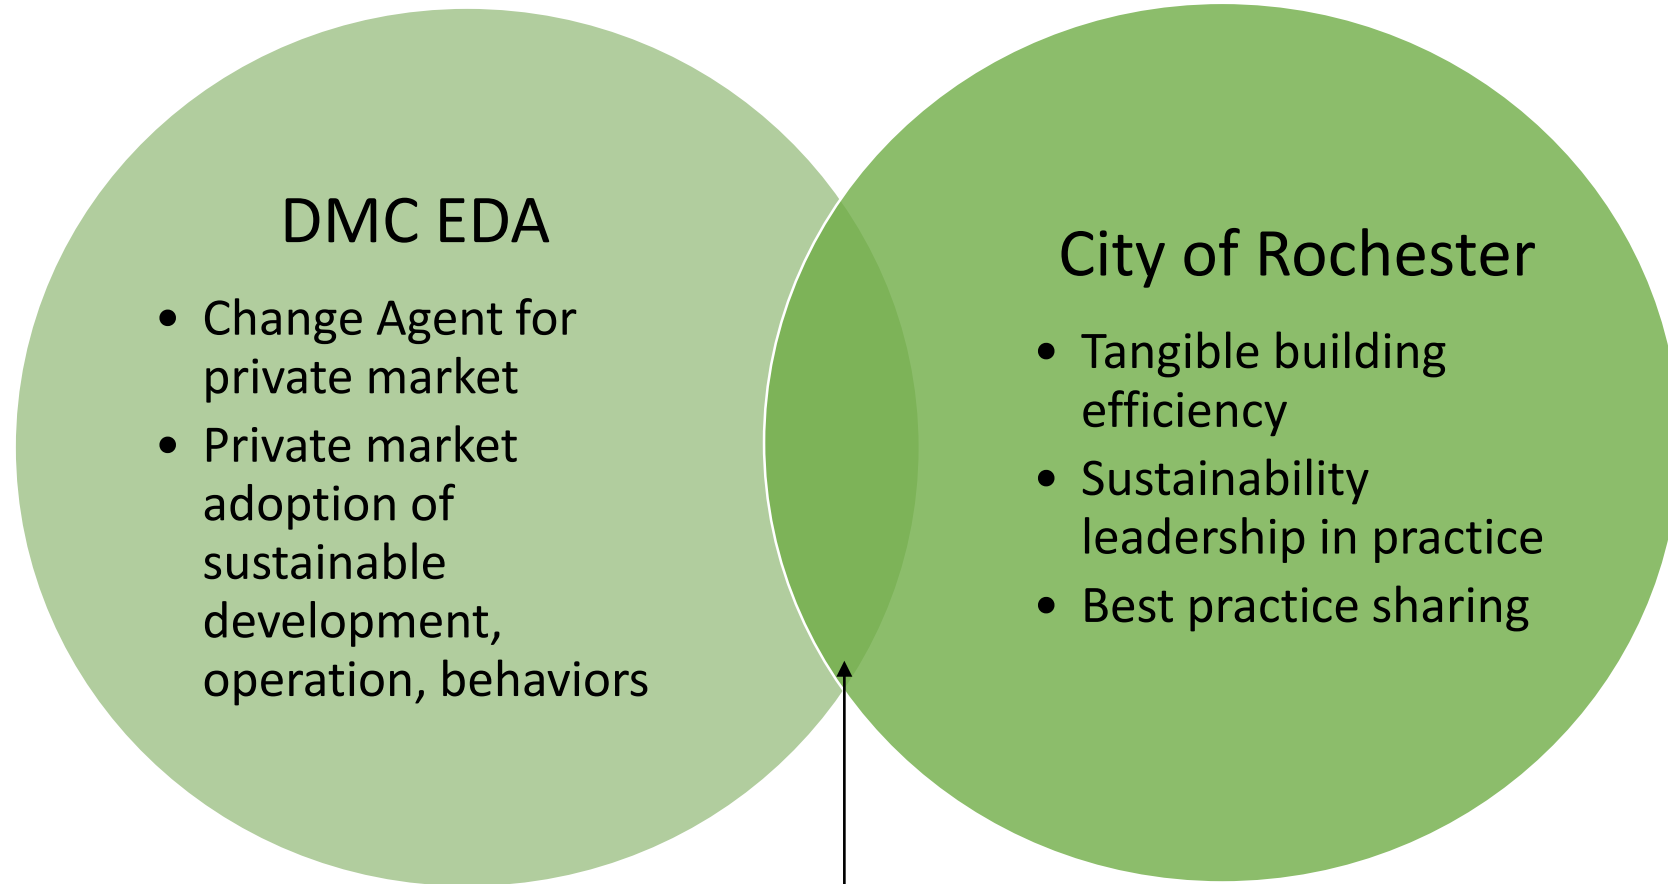 DMC EDA
• Change Agent for
private market
• Private market
adoption of
sustainable
development,
operation, behaviors
City of Rochester
• Tangible building
efficiency
• Sustainability
leadership in practice
• Best practice sharing